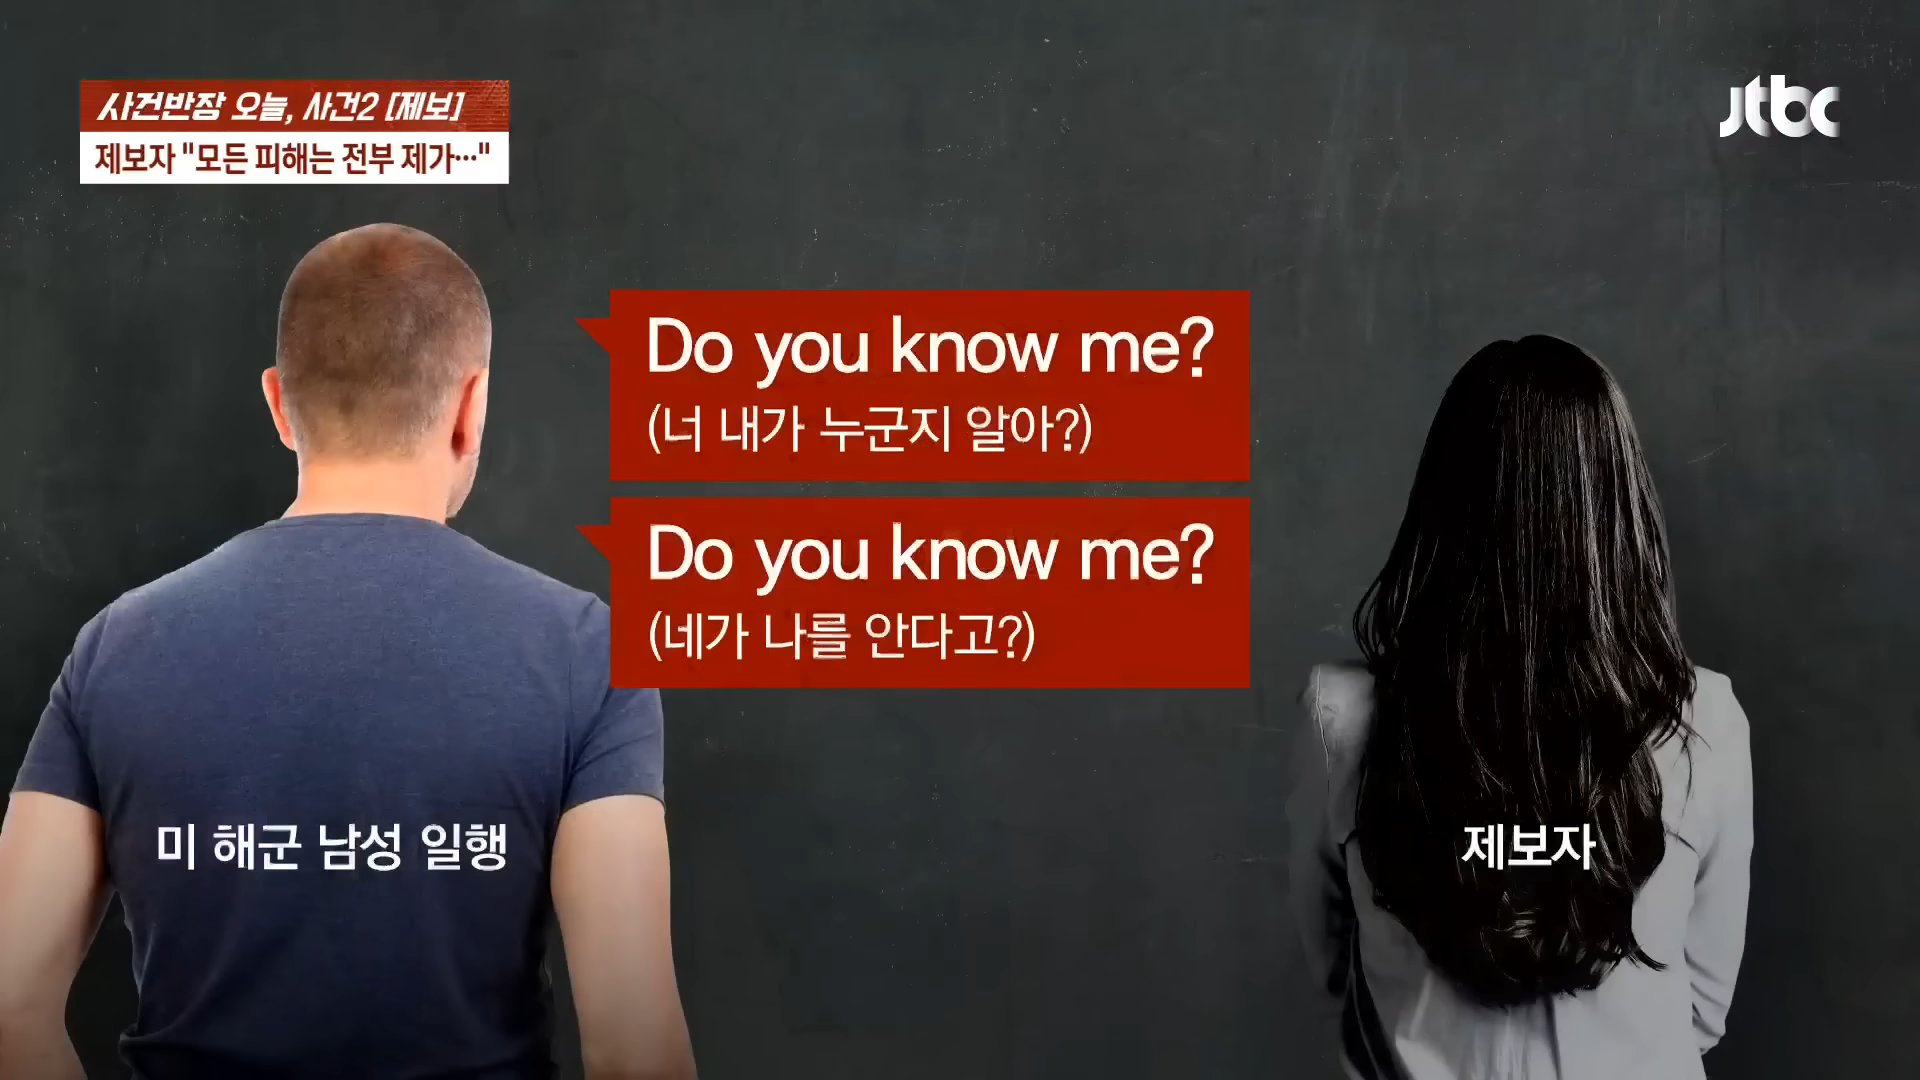 사건반장 오늘, 사건2 [제보]
제보자 "모든 피해는 전부 제가…"
jtbc
Do you know me?
(너 내가 누군지 알아?)
Do you know me?
(네가 나를 안다고?)
미 해군 남성 일행
제보자